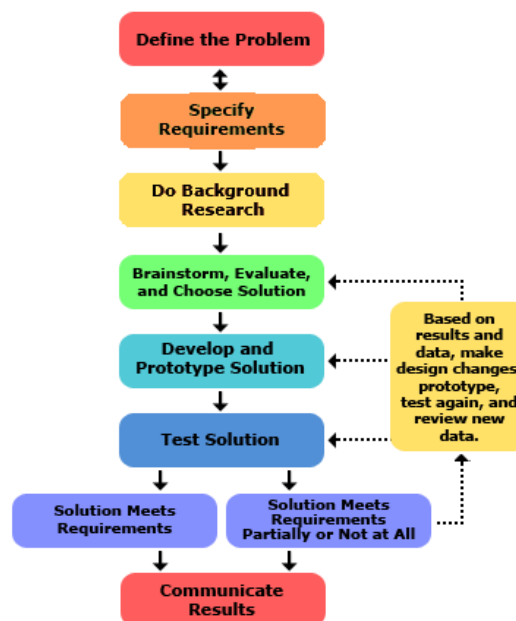 Define the Problem
Specify
Requirements
Do Background
Research
Brainstorm, Evaluate,
and Choose Solution
Develop and
Prototype Solution
Based on
results and
data, make
design changes,
prototype,
test again, and
review new
data.
Test Solution
Solution Meets
Requirements
Solution Meets
Requirements
Partially or Not at All
Communicate
Results